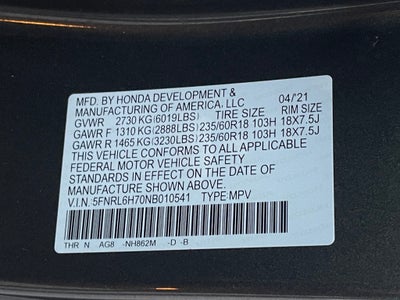 MFD. BY HONDA DEVELOPMENT &
MANUFACTURING OF AMERICA, LLC 04/'21
GVWR 2730 KG (6019LBS) TIRE SIZE RIM SIZE
GAWR F 1310 KG (2888LBS) 235/60R18 103H 18X7.5J
GAWR R 1465 KG (3230LBS) 235/60R18 103H 18X7.5J
THIS VEHICLE CONFORMS TO ALL APPLICABLE
FEDERAL MOTOR VEHICLE SAFETY
STANDARDS IN EFFECT ON THE DATE OF
MANUFACTURE SHOWN ABOVE.
V.I.N: 5FNRL6H70NB010541 TYPE: MPV
THR N AG8 -NH862M -D -B